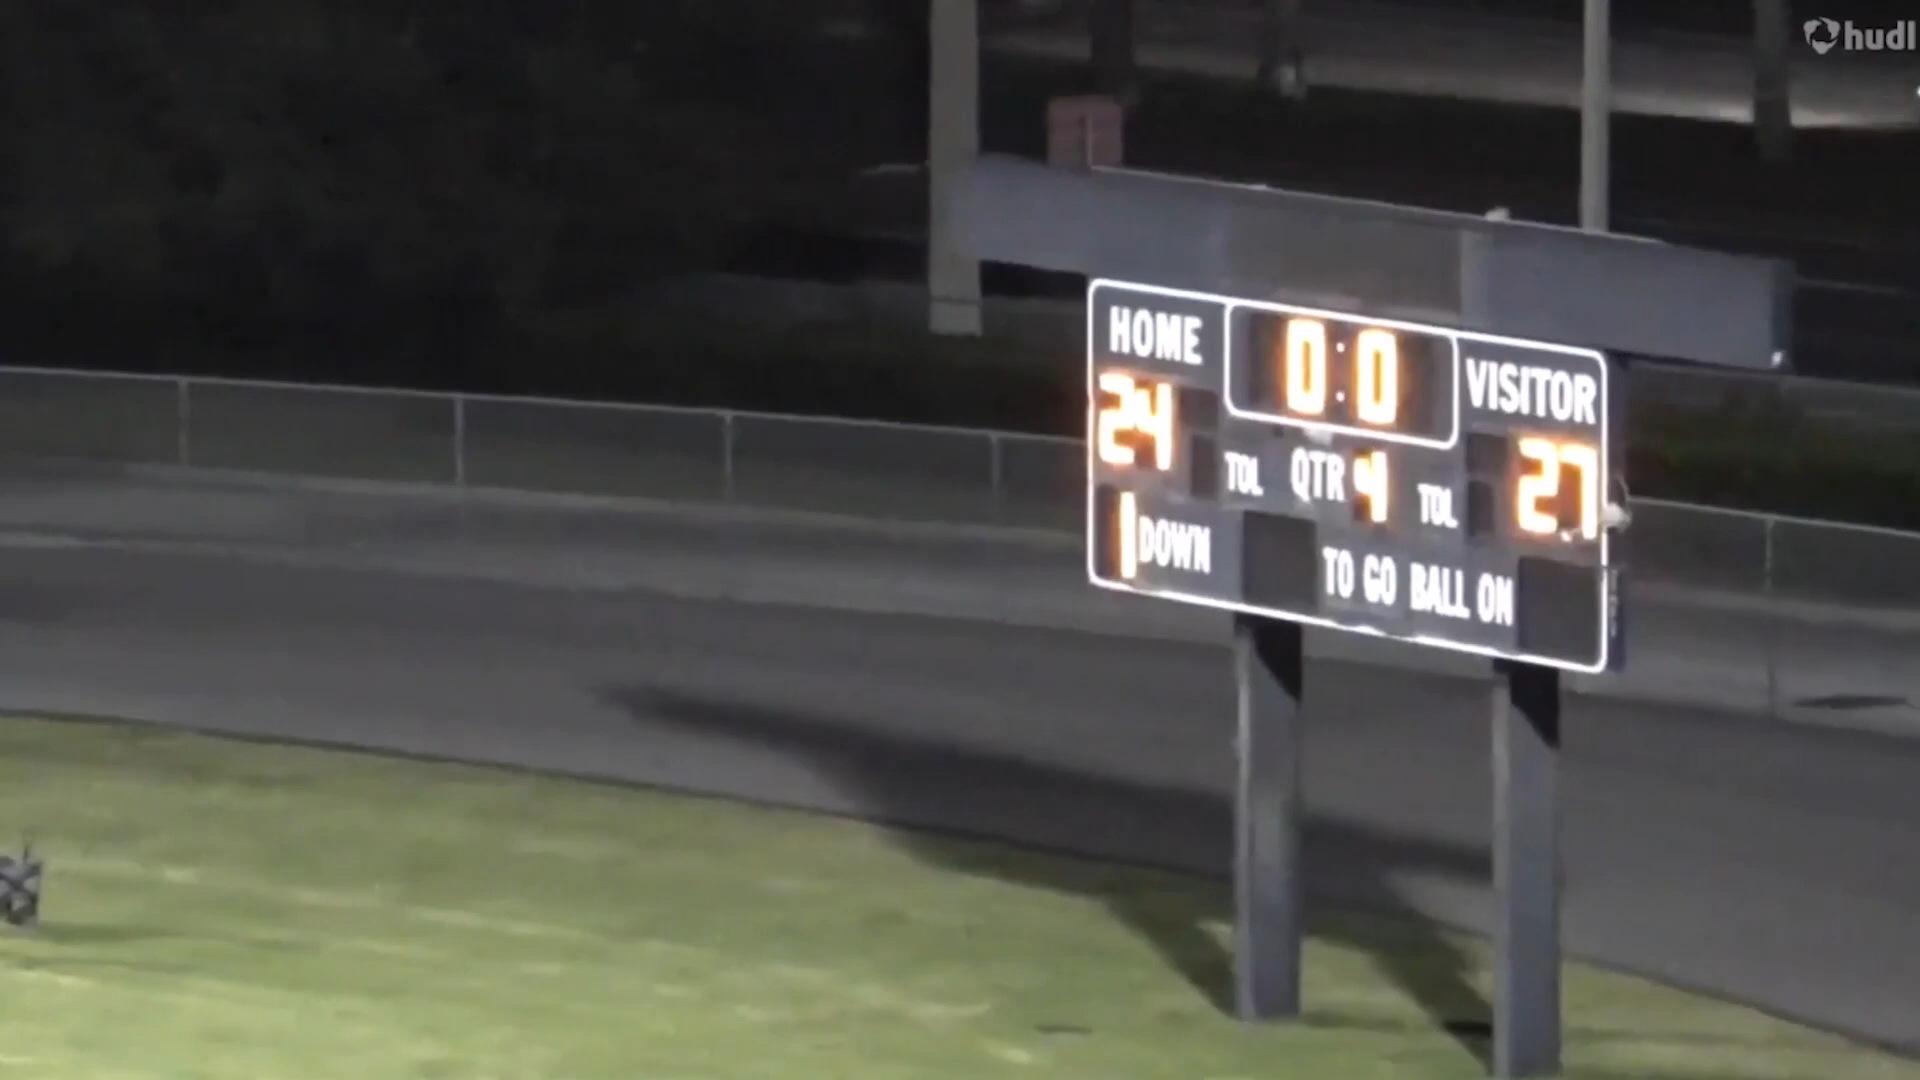 hudl
HOME 0:0 VISITOR
24 TOL QTR 4 TOL 27
1 DOWN TO GO BALL ON